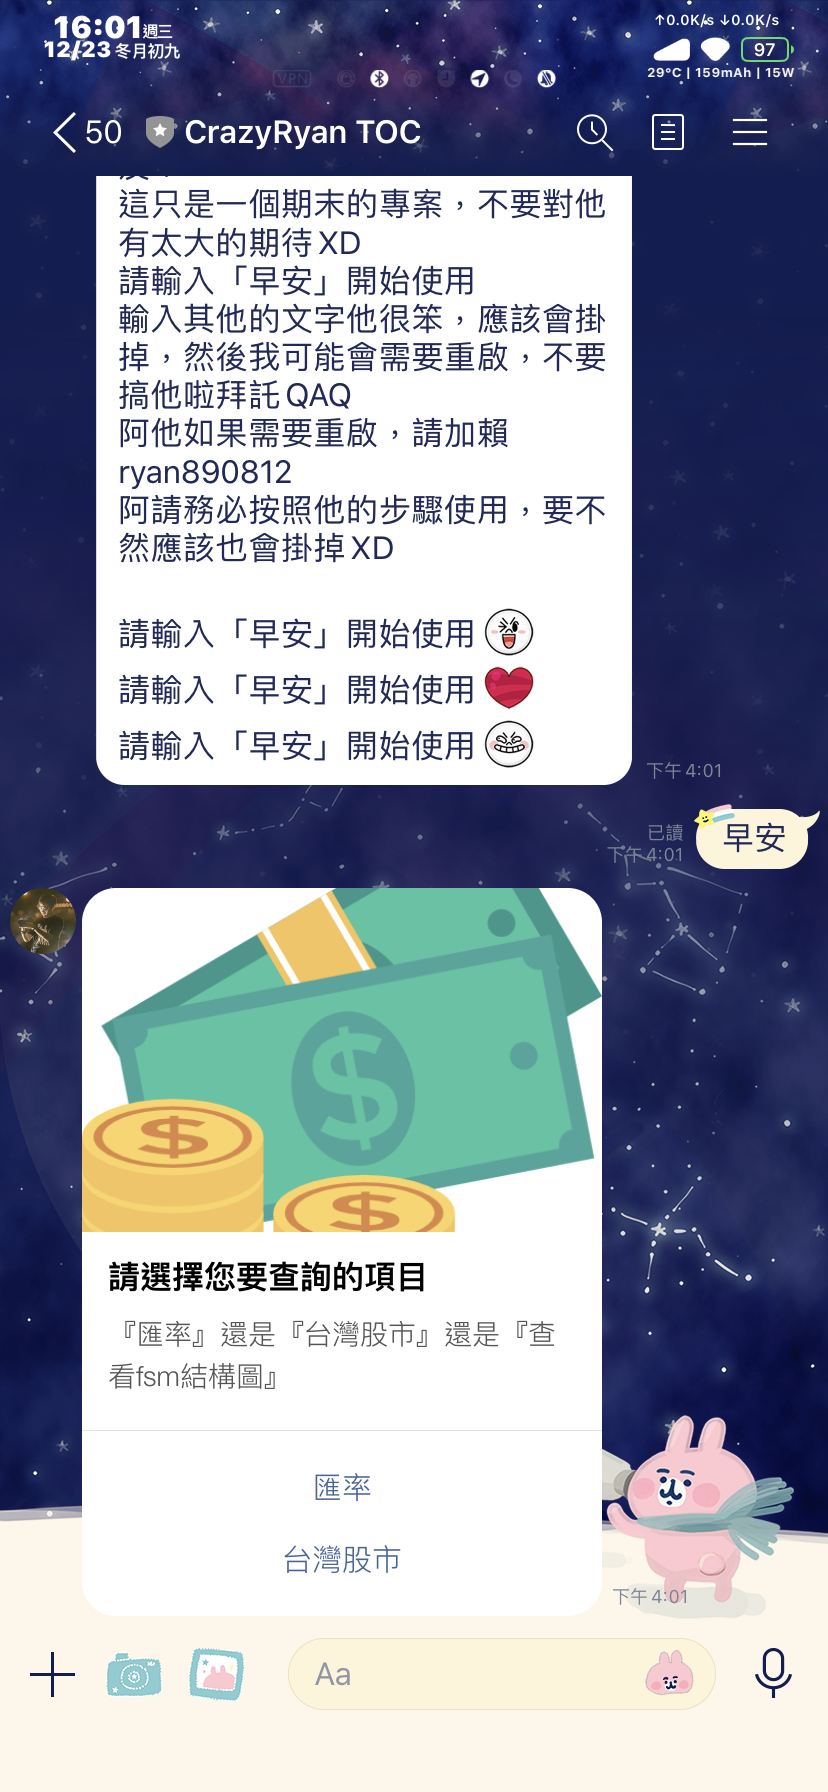 16:01週三
12/23 冬月初九
↑0.0K/s ↓0.0K/s
97
29°C | 159mAh | 15W
VPN
50
CrazyRyan TOC
這只是一個期末的專案，不要對他
有太大的期待XD
請輸入「早安」開始使用
輸入其他的文字他很笨，應該會掛
掉，然後我可能會需要重啟，不要
搞他啦拜託QAQ
阿他如果需要重啟，請加賴
ryan890812
阿請務必按照他的步驟使用，要不
然應該也會掛掉XD
請輸入「早安」開始使用
請輸入「早安」開始使用
請輸入「早安」開始使用
下午4:01
已讀
下午4:01
早安
請選擇您要查詢的項目
『匯率』還是『台灣股市』還是『查
看fsm結構圖』
匯率
台灣股市
下午4:01
Aa